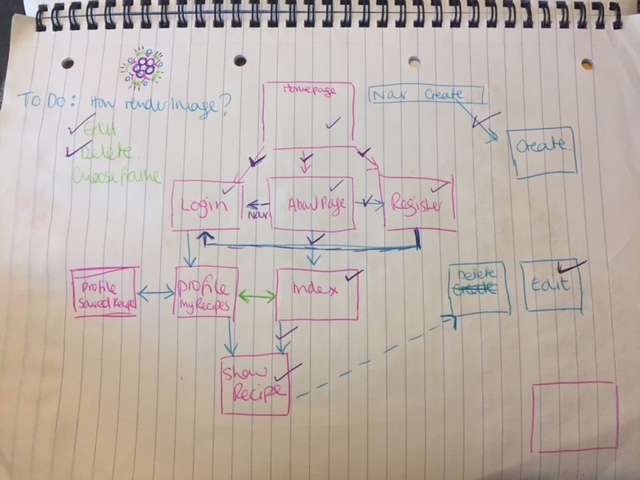 Homepage
Nav Create
To Do: How render Image?
Edit
Delete
Choose name
Create
Login
Nav
About Page
Register
Profile
Saved Recipe
Profile
My Recipes
Index
Delete
Create
Edit
Show
Recipe